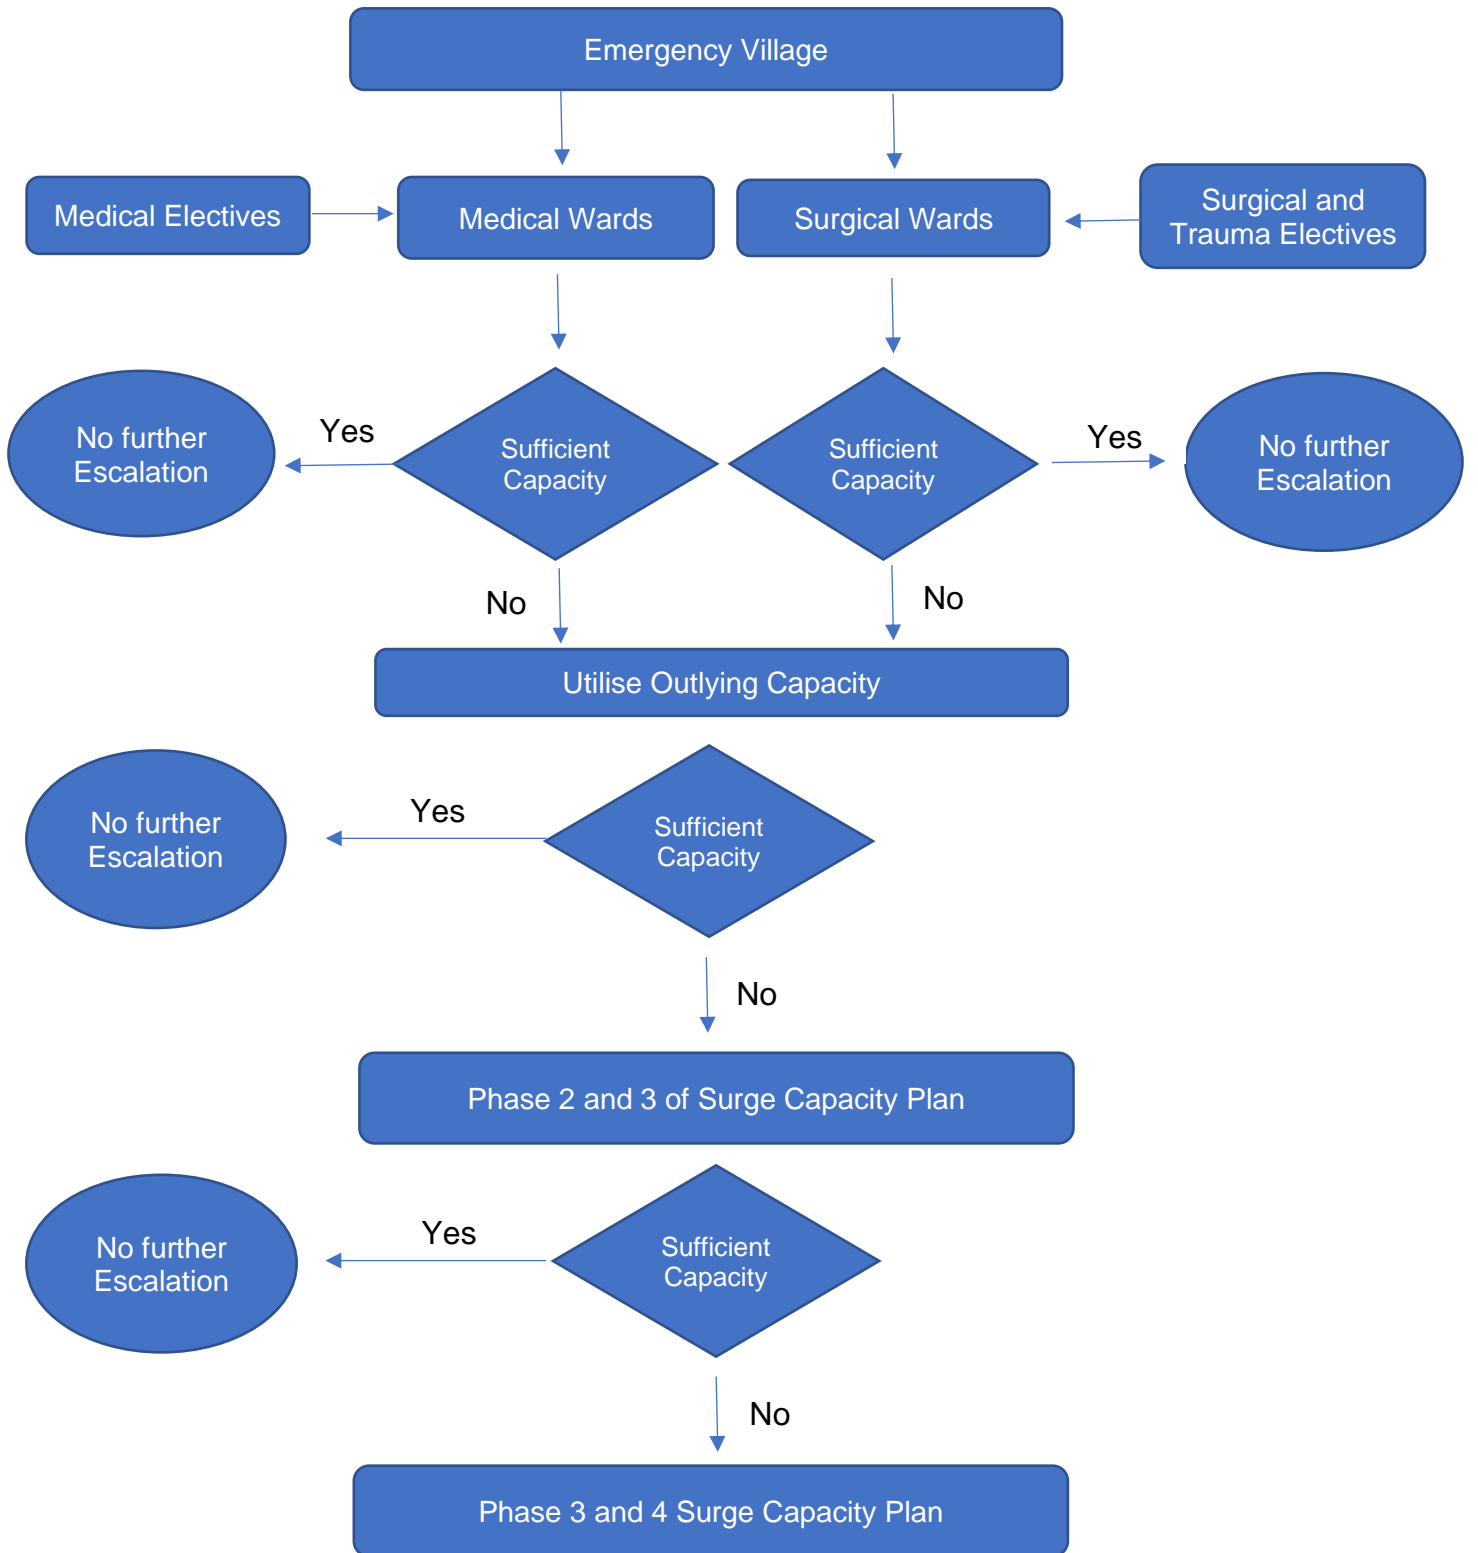 Emergency Village
Medical Electives
Medical Wards
Surgical Wards
Surgical and
Trauma Electives
No further
Escalation
Yes
Sufficient
Capacity
Sufficient
Capacity
Yes
No further
Escalation
No
No
Utilise Outlying Capacity
No further
Escalation
Yes
Sufficient
Capacity
No
Phase 2 and 3 of Surge Capacity Plan
No further
Escalation
Yes
Sufficient
Capacity
No
Phase 3 and 4 Surge Capacity Plan